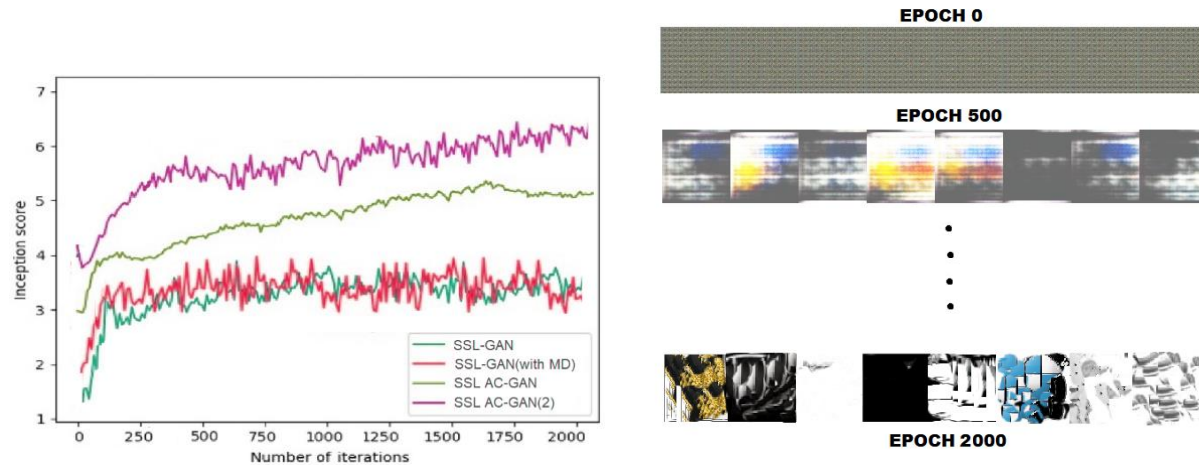 7
6
5
4
3
2
1
Inception score
0 250 500 750 1000 1250 1500 1750 2000
Number of iterations
SSL-GAN
SSL-GAN(with MD)
SSL AC-GAN
SSL AC-GAN(2)
EPOCH 0
EPOCH 500
EPOCH 2000